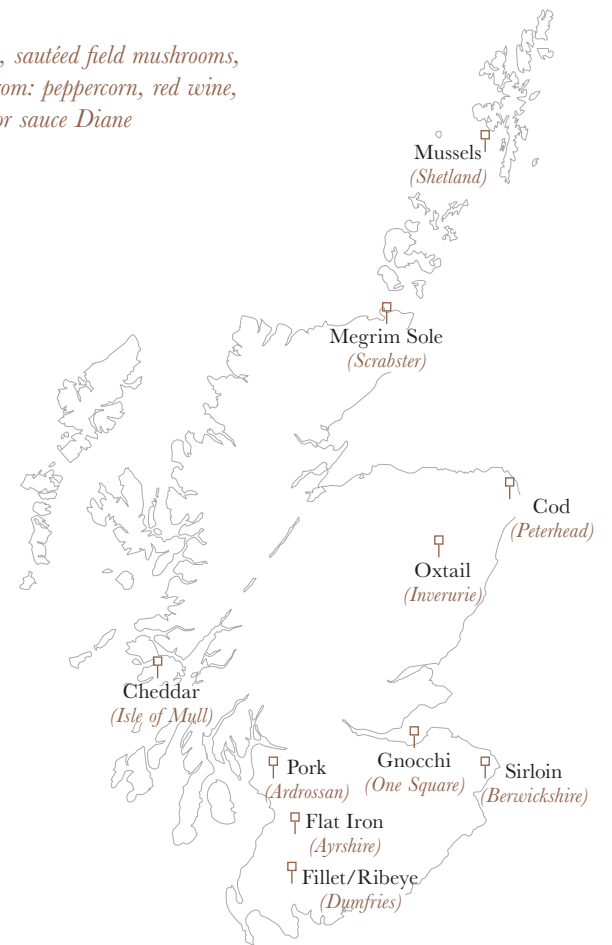 , sautéed field mushrooms,
om: peppercorn, red wine,
or sauce Diane
Mussels
(Shetland)
Megrim Sole
(Scrabster)
Cod
(Peterhead)
Oxtail
(Inverurie)
Cheddar
(Isle of Mull)
Gnocchi
(One Square)
Pork
(Ardrossan)
Sirloin
(Berwickshire)
Flat Iron
(Ayrshire)
Fillet/Ribeye
(Dumfries)